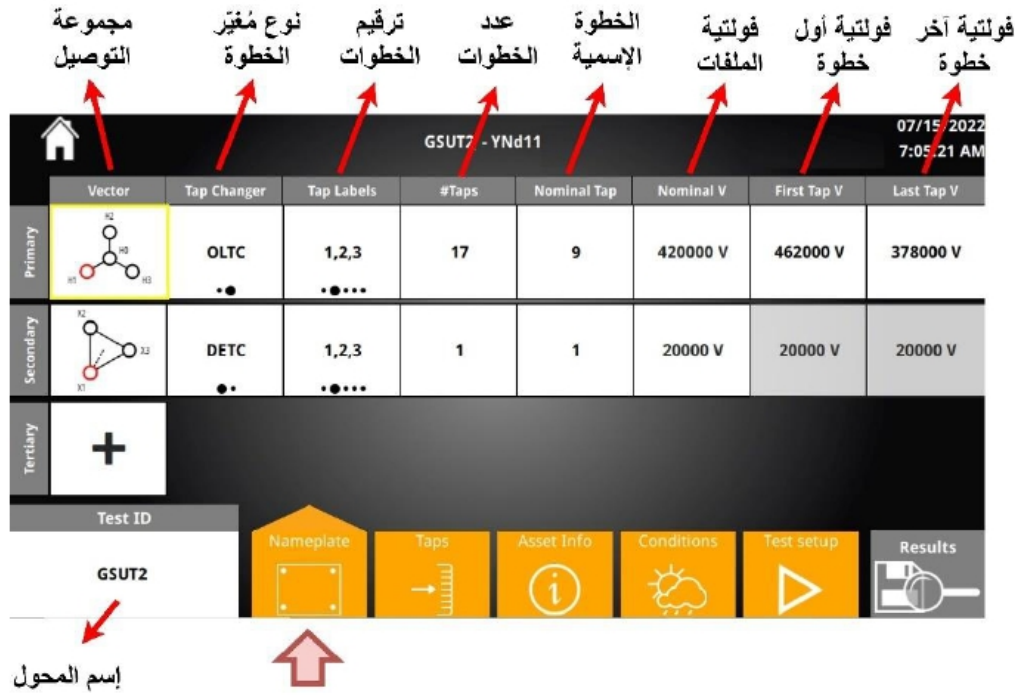 مجموعة التوصيل
نوع مُغيّر الخطوة
ترقيم الخطوات
عدد الخطوات
الخطوة الإسمية
فولتية الملفات
فولتية أول خطوة
فولتية آخر خطوة
GSUT2 - YNd11
07/15/2022
7:05:21 AM
Vector Tap Changer Tap Labels #Taps Nominal Tap Nominal V First Tap V Last Tap V
Primary
H2
H0
H1
H3
OLTC 1,2,3 17 9 420000 V 462000 V 378000 V
Secondary
X2
X3
X1
DETC 1,2,3 1 1 20000 V 20000 V 20000 V
Tertiary
+
Test ID
GSUT2
Nameplate Taps Asset Info Conditions Test setup Results
i
إسم المحول